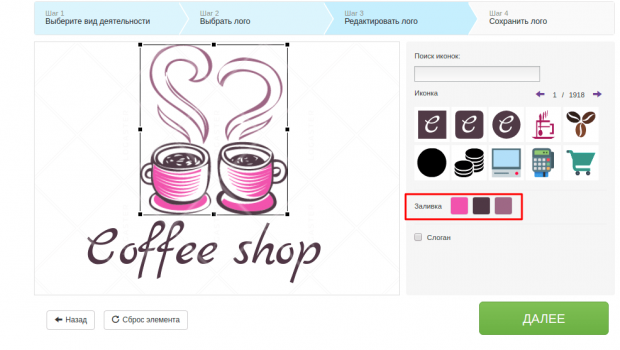 Шаг 1
Выберите вид деятельности
Шаг 2
Выбрать лого
Шаг 3
Редактировать лого
Шаг 4
Сохранить лого
Coffee shop
Поиск иконок:
Иконка
1 / 1918
C C C
Заливка
Слоган
Назад
Сброс элемента
ДАЛЕЕ